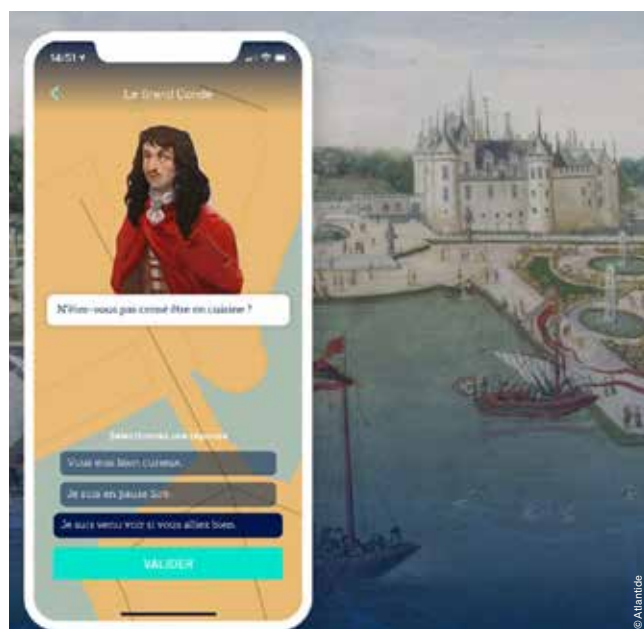 14:51
Le Grand Condé
N'êtes-vous pas censé être en cuisine ?
Sélectionnez une réponse
Vous êtes bien curieux.
Je suis en pause Sire.
Je suis venu voir si vous alliez bien.
VALIDER
©Atlantide